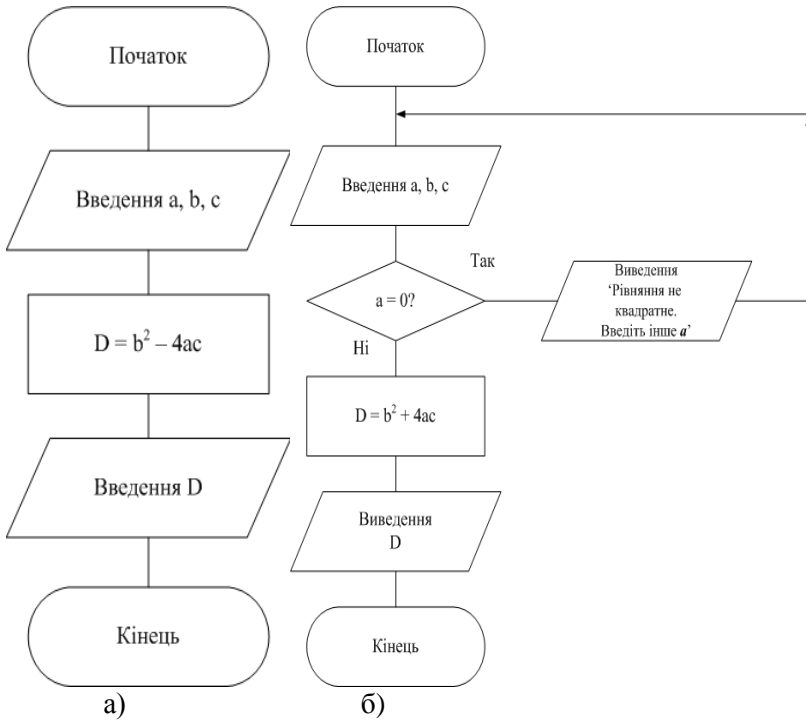 Початок
Введення a, b, c
D = b² – 4ac
Введення D
Кінець
а)
Початок
Введення a, b, c
Так
a = 0?
Виведення
‘Рівняння не
квадратне.
Введіть інше a’
Ні
D = b² + 4ac
Виведення
D
Кінець
б)